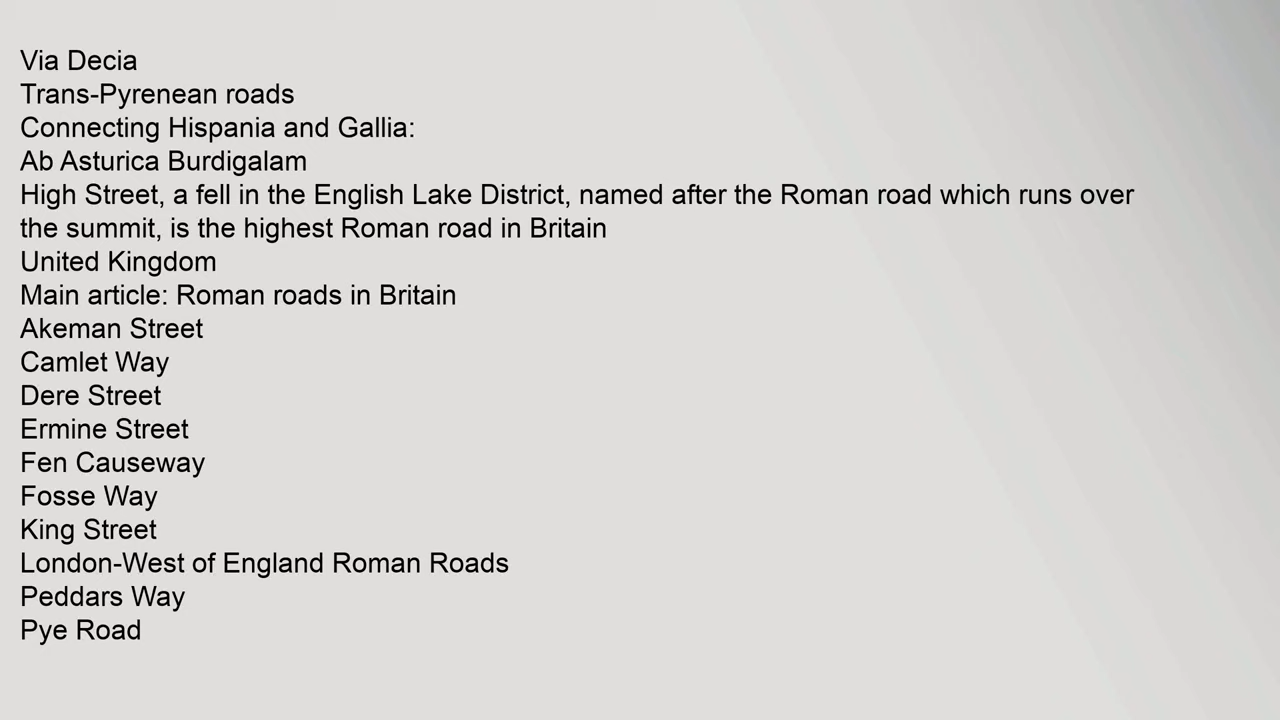 Via Decia
Trans-Pyrenean roads
Connecting Hispania and Gallia:
Ab Asturica Burdigalam
High Street, a fell in the English Lake District, named after the Roman road which runs over
the summit, is the highest Roman road in Britain
United Kingdom
Main article: Roman roads in Britain
Akeman Street
Camlet Way
Dere Street
Ermine Street
Fen Causeway
Fosse Way
King Street
London-West of England Roman Roads
Peddars Way
Pye Road